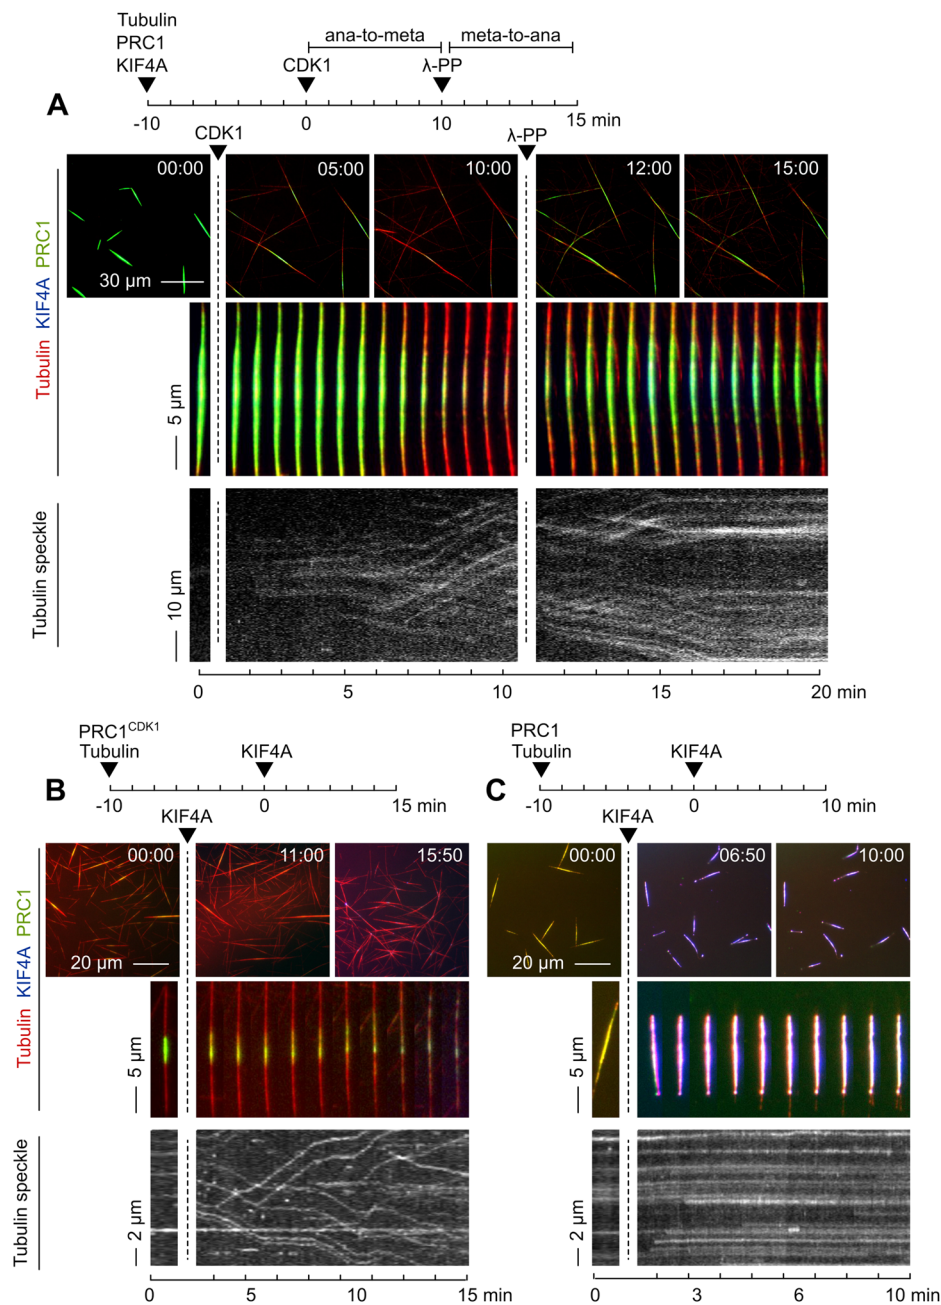 Tubulin
PRC1
KIF4A
ana-to-meta
meta-to-ana
CDK1
λ-PP
A
-10
0
10
15 min
CDK1
λ-PP
Tubulin KIF4A PRC1
00:00
05:00
10:00
12:00
15:00
30 µm
5 µm
Tubulin speckle
10 µm
0
5
10
15
20 min
PRC1CDK1
Tubulin
KIF4A
B
-10
0
15 min
KIF4A
Tubulin KIF4A PRC1
00:00
11:00
15:50
20 µm
5 µm
Tubulin speckle
2 µm
0
3
6
10
15 min
PRC1
Tubulin
KIF4A
C
-10
0
10 min
KIF4A
00:00
06:50
10:00
20 µm
5 µm
2 µm
0
3
6
10 min